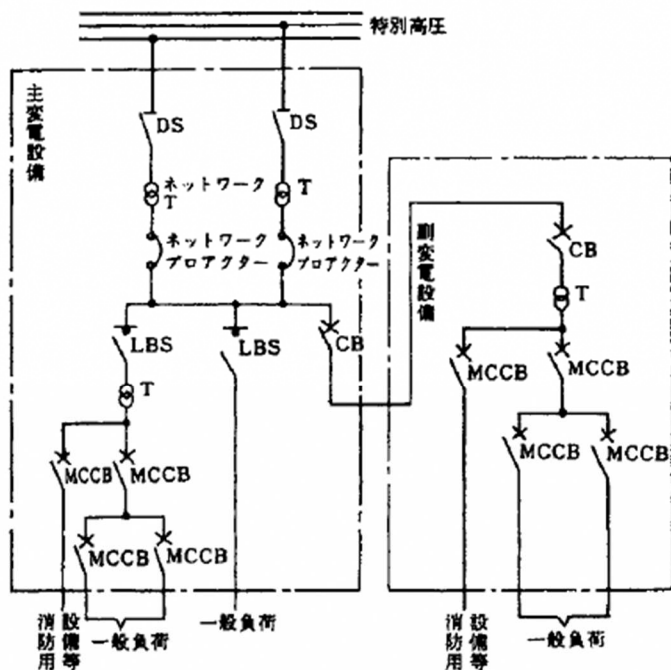 特別高圧
主変電設備
DS
DS
ネットワーク
T
T
ネットワーク
プロアクター
ネットワーク
プロアクター
副変電設備
CB
T
LBS
LBS
CB
T
MCCB
MCCB
MCCB
MCCB
MCCB
MCCB
MCCB
MCCB
消防用
設備等
一般負荷
一般負荷
消防用
設備等
一般負荷